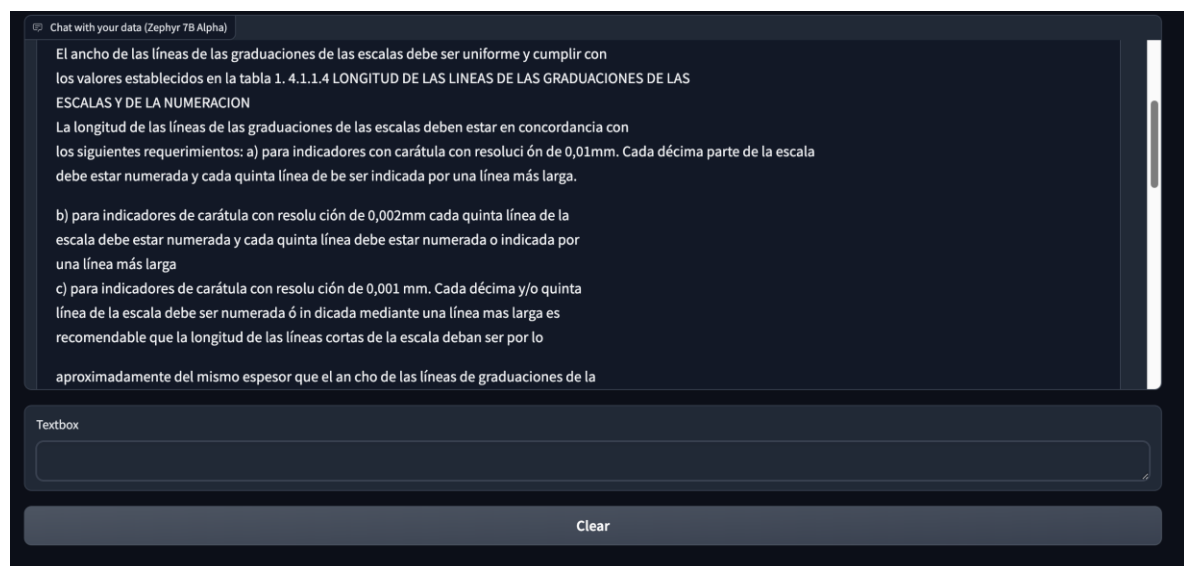 Chat with your data (Zephyr 7B Alpha)
El ancho de las líneas de las graduaciones de las escalas debe ser uniforme y cumplir con
los valores establecidos en la tabla 1. 4.1.1.4 LONGITUD DE LAS LINEAS DE LAS GRADUACIONES DE LAS
ESCALAS Y DE LA NUMERACION
La longitud de las líneas de las graduaciones de las escalas deben estar en concordancia con
los siguientes requerimientos: a) para indicadores con carátula con resoluci ón de 0,01mm. Cada décima parte de la escala
debe estar numerada y cada quinta línea de be ser indicada por una línea más larga.
b) para indicadores de carátula con resolu ción de 0,002mm cada quinta línea de la
escala debe estar numerada y cada quinta línea debe estar numerada o indicada por
una línea más larga
c) para indicadores de carátula con resolu ción de 0,001 mm. Cada décima y/o quinta
línea de la escala debe ser numerada ó in dicada mediante una línea mas larga es
recomendable que la longitud de las líneas cortas de la escala deban ser por lo
aproximadamente del mismo espesor que el an cho de las líneas de graduaciones de la
Textbox
Clear